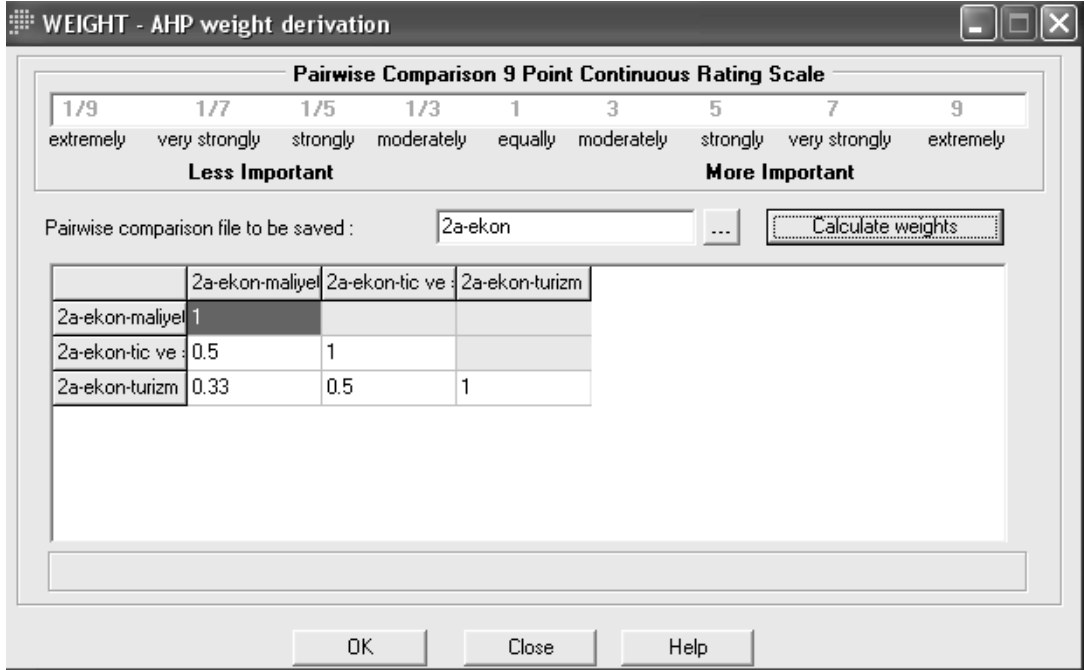 WEIGHT - AHP weight derivation
Pairwise Comparison 9 Point Continuous Rating Scale
1/9 1/7 1/5 1/3 1 3 5 7 9
extremely very strongly strongly moderately equally moderately strongly very strongly extremely
Less Important More Important
Pairwise comparison file to be saved : 2a-ekon ... Calculate weights
2a-ekon-maliyet 2a-ekon-tic ve 2a-ekon-turizm
2a-ekon-maliyet 1
2a-ekon-tic ve 0.5 1
2a-ekon-turizm 0.33 0.5 1
OK Close Help